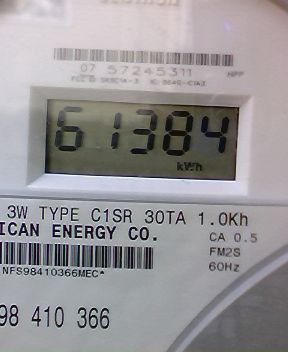 07 57245311 HPP
61384
kWh
3W TYPE C1SR 30TA 1.0Kh
ICAN ENERGY CO.
CA 0.5
FM2S
60Hz
NFS98410366MEC*
98 410 366